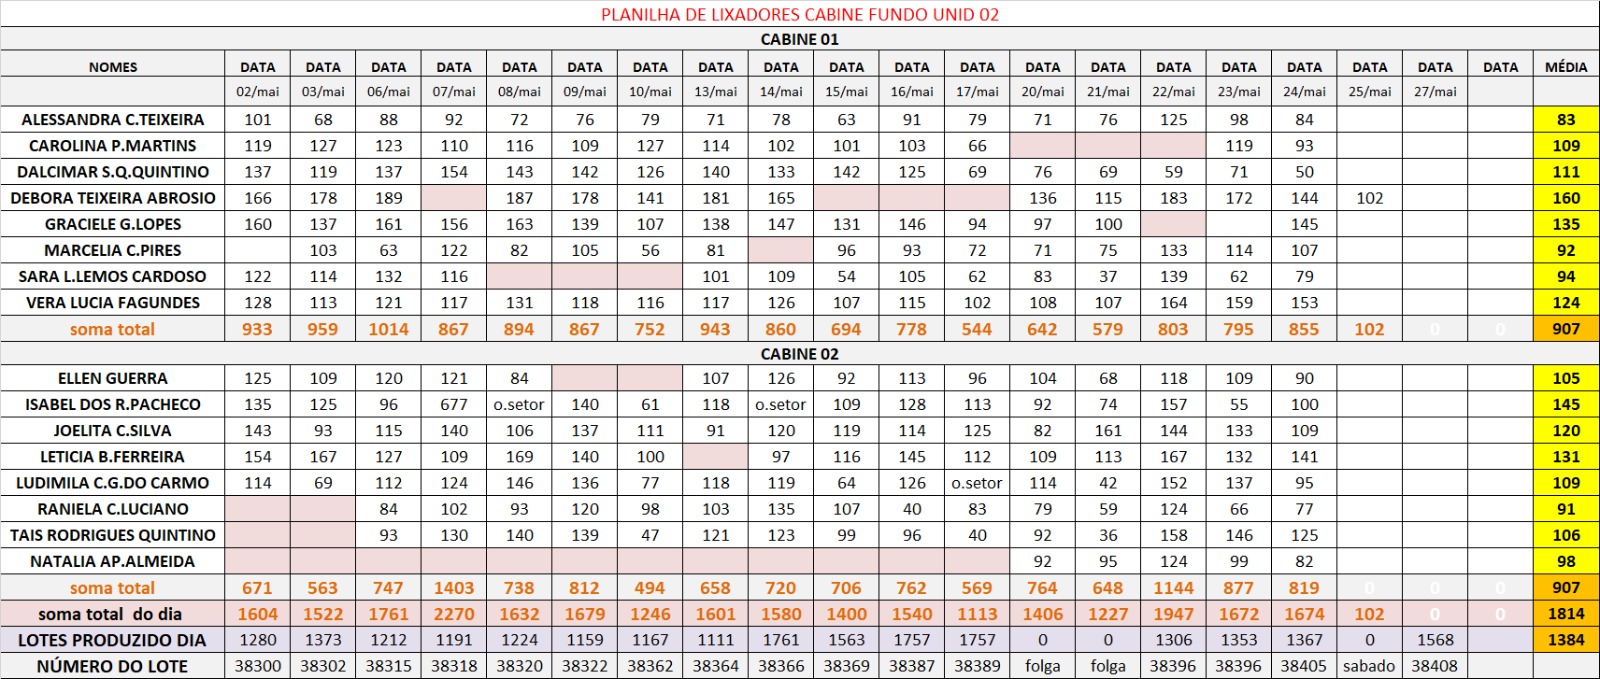 PLANILHA DE LIXADORES CABINE FUNDO UNID 02
CABINE 01
NOMES DATA DATA DATA DATA DATA DATA DATA DATA DATA DATA DATA DATA DATA DATA DATA DATA DATA DATA DATA DATA MÉDIA
02/mai 03/mai 06/mai 07/mai 08/mai 09/mai 10/mai 13/mai 14/mai 15/mai 16/mai 17/mai 20/mai 21/mai 22/mai 23/mai 24/mai 25/mai 27/mai
ALESSANDRA C.TEIXEIRA 101 68 88 92 72 76 79 71 78 63 91 79 71 76 125 98 84 83
CAROLINA P.MARTINS 119 127 123 110 116 109 127 114 102 101 103 66 119 93 109
DALCIMAR S.Q.QUINTINO 137 119 137 154 143 142 126 140 133 142 125 69 76 69 59 71 50 111
DEBORA TEIXEIRA ABROSIO 166 178 189 187 178 141 181 165 136 115 183 172 144 102 160
GRACIELE G.LOPES 160 137 161 156 163 139 107 138 147 131 146 94 97 100 145 135
MARCELIA C.PIRES 103 63 122 82 105 56 81 96 93 72 71 75 133 114 107 92
SARA L.LEMOS CARDOSO 122 114 132 116 101 109 54 105 62 83 37 139 62 79 94
VERA LUCIA FAGUNDES 128 113 121 117 131 118 116 117 126 107 115 102 108 107 164 159 153 124
soma total 933 959 1014 867 894 867 752 943 860 694 778 544 642 579 803 795 855 102 0 0 907
CABINE 02
ELLEN GUERRA 125 109 120 121 84 107 126 92 113 96 104 68 118 109 90 105
ISABEL DOS R.PACHECO 135 125 96 677 o.setor 140 61 118 o.setor 109 128 113 92 74 157 55 100 145
JOELITA C.SILVA 143 93 115 140 106 137 111 91 120 119 114 125 82 161 144 133 109 120
LETICIA B.FERREIRA 154 167 127 109 169 140 100 97 116 145 112 109 113 167 132 141 131
LUDIMILA C.G.DO CARMO 114 69 112 124 146 136 77 118 119 64 126 o.setor 114 42 152 137 95 109
RANIELA C.LUCIANO 84 102 93 120 98 103 135 107 40 83 79 59 124 66 77 91
TAIS RODRIGUES QUINTINO 93 130 140 139 47 121 123 99 96 40 92 36 158 146 125 106
NATALIA AP.ALMEIDA 92 95 124 99 82 98
soma total 671 563 747 1403 738 812 494 658 720 706 762 569 764 648 1144 877 819 0 0 0 907
soma total do dia 1604 1522 1761 2270 1632 1679 1246 1601 1580 1400 1540 1113 1406 1227 1947 1672 1674 102 0 0 1814
LOTES PRODUZIDO DIA 1280 1373 1212 1191 1224 1159 1167 1111 1761 1563 1757 1757 0 0 1306 1353 1367 0 1568 1384
NÚMERO DO LOTE 38300 38302 38315 38318 38320 38322 38362 38364 38366 38369 38387 38389 folga folga 38396 38396 38405 sabado 38408